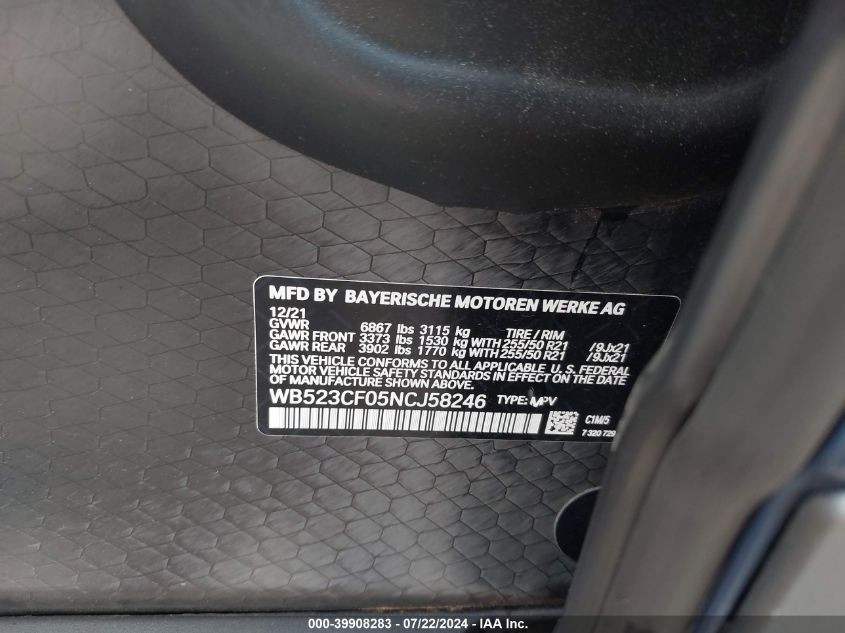 MFD BY BAYERISCHE MOTOREN WERKE AG
12/21
GVWR 6867 lbs 3115 kg TIRE / RIM
GAWR FRONT 3373 lbs 1530 kg WITH 255/50 R21 /9Jx21
GAWR REAR 3902 lbs 1770 kg WITH 255/50 R21 /9Jx21
THIS VEHICLE CONFORMS TO ALL APPLICABLE U.S. FEDERAL
MOTOR VEHICLE SAFETY STANDARDS IN EFFECT ON THE DATE
OF MANUFACTURE SHOWN ABOVE.
WB523CF05NCJ58246 TYPE: MPV
C1M/5
7 320 729
000-39908283 - 07/22/2024 - IAA Inc.